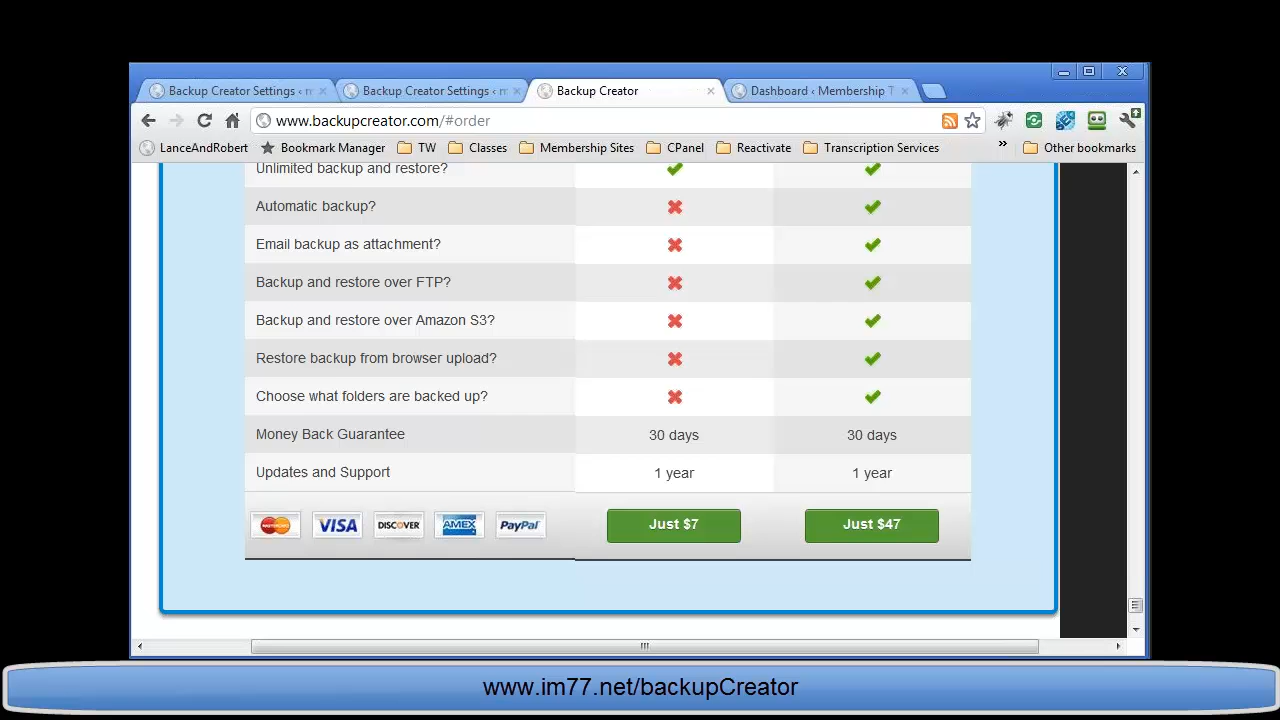 Backup Creator Settings ‹ m
Backup Creator Settings ‹ m
Backup Creator
Dashboard ‹ Membership T
www.backupcreator.com/#order
LanceAndRobert
Bookmark Manager
TW
Classes
Membership Sites
CPanel
Reactivate
Transcription Services
»
Other bookmarks
Unlimited backup and restore?
Automatic backup?
Email backup as attachment?
Backup and restore over FTP?
Backup and restore over Amazon S3?
Restore backup from browser upload?
Choose what folders are backed up?
Money Back Guarantee 30 days 30 days
Updates and Support 1 year 1 year
MasterCard VISA DISCOVER AMEX PayPal Just $7 Just $47
www.im77.net/backupCreator